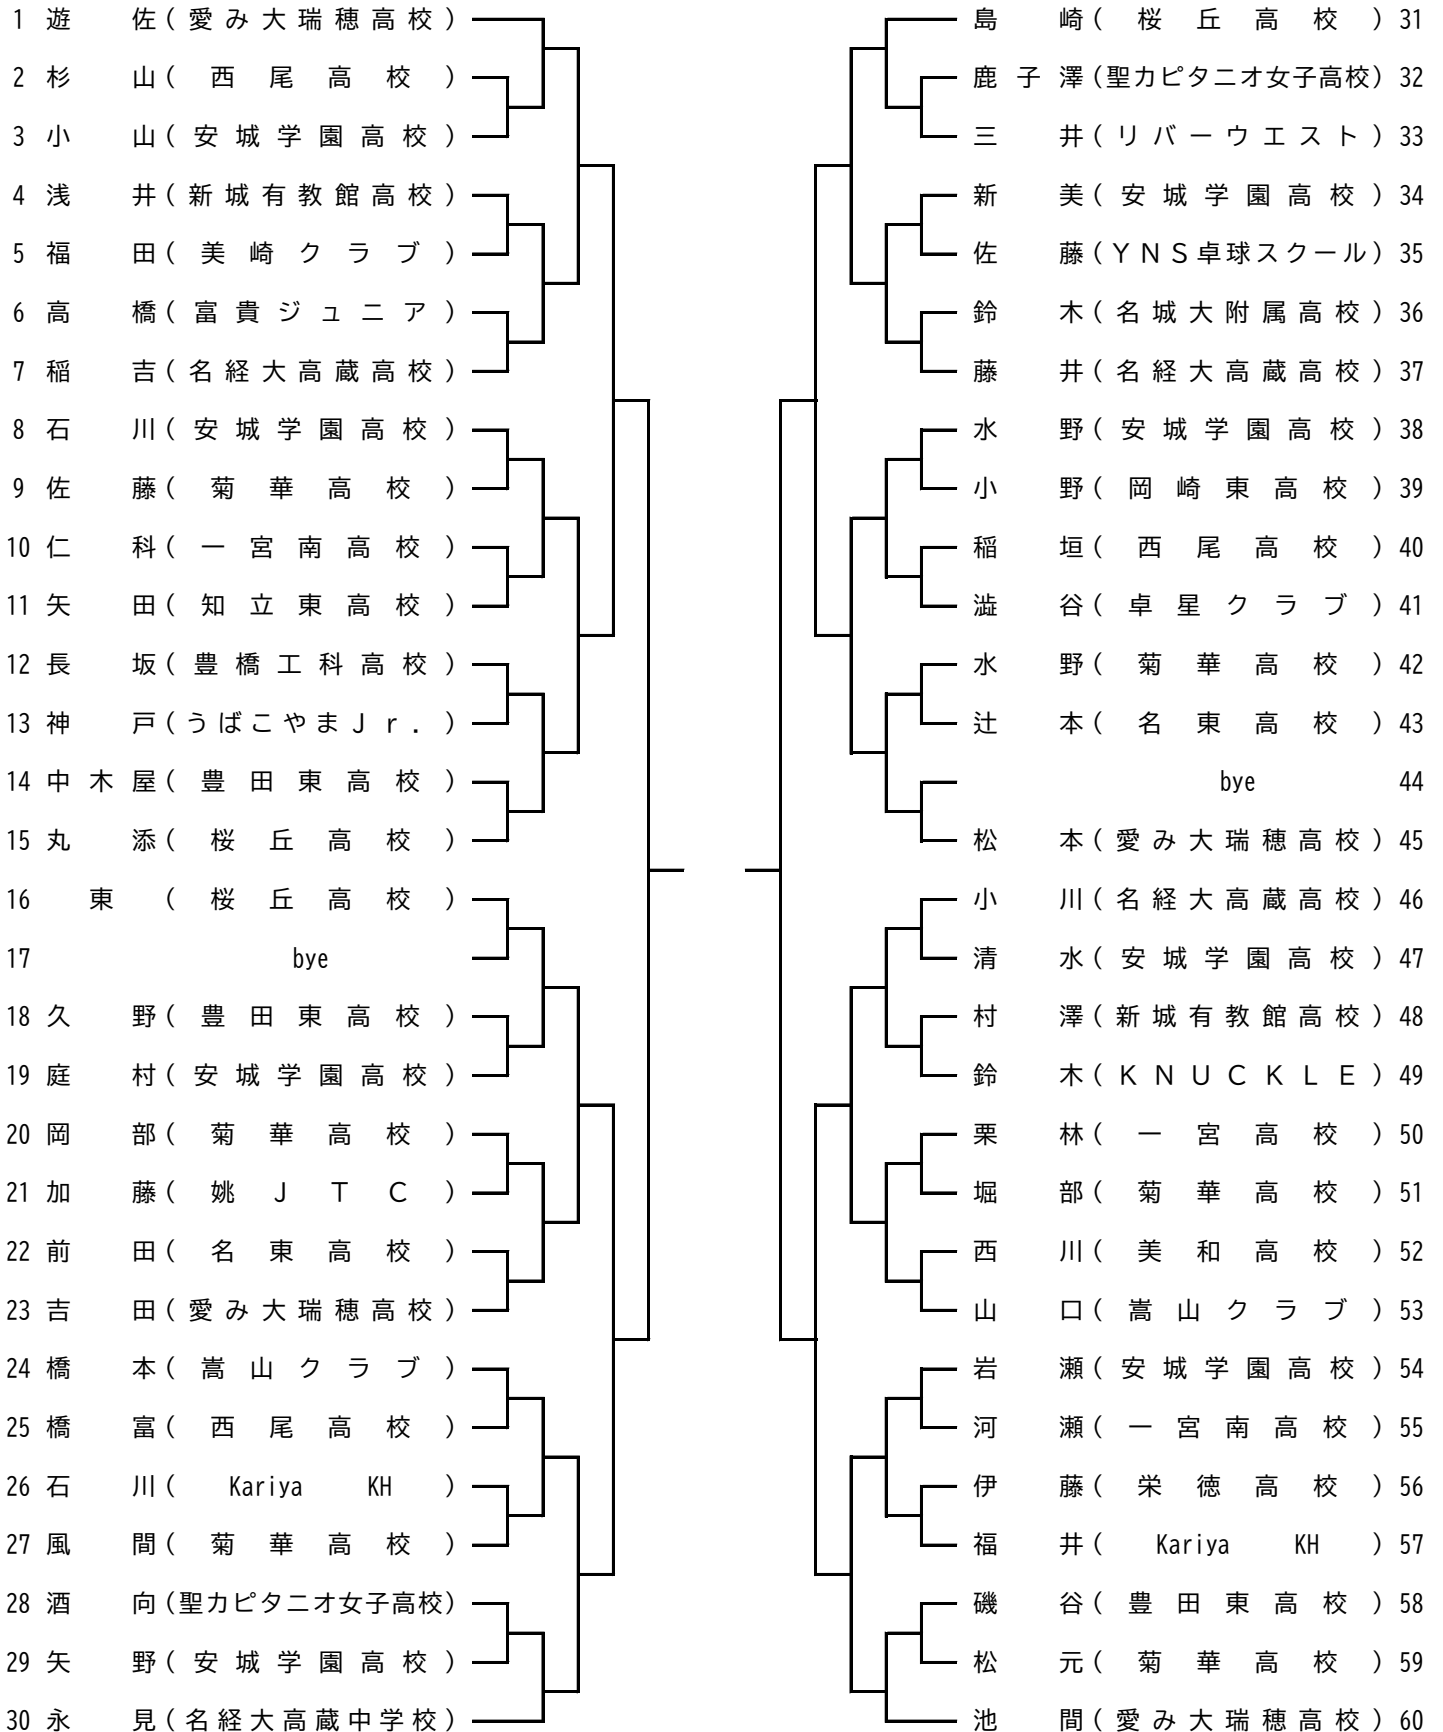 1 遊佐(愛み大瑞穂高校)
2 杉山(西尾高校)
3 小山(安城学園高校)
4 浅井(新城有教館高校)
5 福田(美崎クラブ)
6 高橋(富貴ジュニア)
7 稲吉(名経大高蔵高校)
8 石川(安城学園高校)
9 佐藤(菊華高校)
10 仁科(一宮南高校)
11 矢田(知立東高校)
12 長坂(豊橋工科高校)
13 神戸(うばこやまJr.)
14 中木屋(豊田東高校)
15 丸添(桜丘高校)
16 東(桜丘高校)
17 bye
18 久野(豊田東高校)
19 庭村(安城学園高校)
20 岡部(菊華高校)
21 加藤(姚JTC)
22 前田(名東高校)
23 吉田(愛み大瑞穂高校)
24 橋本(嵩山クラブ)
25 橋富(西尾高校)
26 石川(Kariya KH)
27 風間(菊華高校)
28 酒向(聖カピタニオ女子高校)
29 矢野(安城学園高校)
30 永見(名経大高蔵中学校)
島崎(桜丘高校) 31
鹿子澤(聖カピタニオ女子高校) 32
三井(リバーウエスト) 33
新美(安城学園高校) 34
佐藤(YNS卓球スクール) 35
鈴木(名城大附属高校) 36
藤井(名経大高蔵高校) 37
水野(安城学園高校) 38
小野(岡崎東高校) 39
稲垣(西尾高校) 40
澁谷(卓星クラブ) 41
水野(菊華高校) 42
辻本(名東高校) 43
bye 44
松本(愛み大瑞穂高校) 45
小川(名経大高蔵高校) 46
清水(安城学園高校) 47
村澤(新城有教館高校) 48
鈴木(KNUCKLE) 49
栗林(一宮高校) 50
堀部(菊華高校) 51
西川(美和高校) 52
山口(嵩山クラブ) 53
岩瀬(安城学園高校) 54
河瀬(一宮南高校) 55
伊藤(栄徳高校) 56
福井(Kariya KH) 57
磯谷(豊田東高校) 58
松元(菊華高校) 59
池間(愛み大瑞穂高校) 60